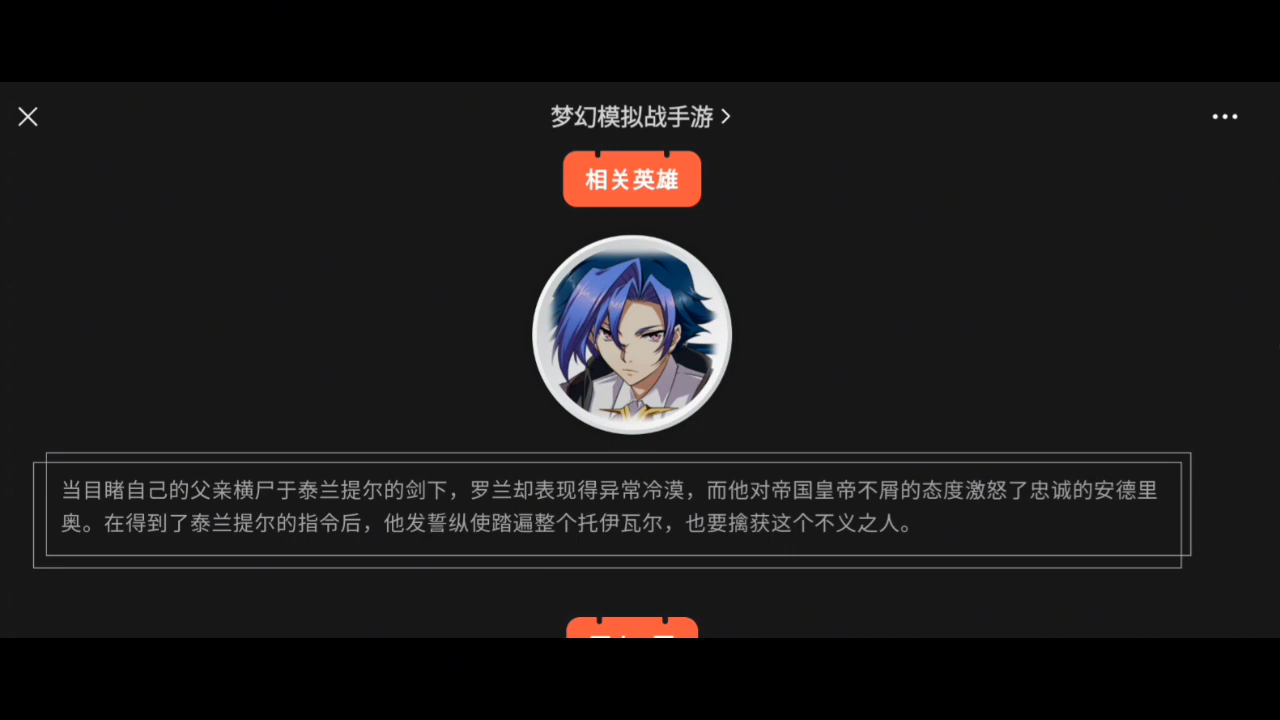 梦幻模拟战手游
相关英雄
当目睹自己的父亲横尸于泰兰提尔的剑下，罗兰却表现得异常冷漠，而他对帝国皇帝不屑的态度激怒了忠诚的安德里
奥。在得到了泰兰提尔的指令后，他发誓纵使踏遍整个托伊瓦尔，也要擒获这个不义之人。